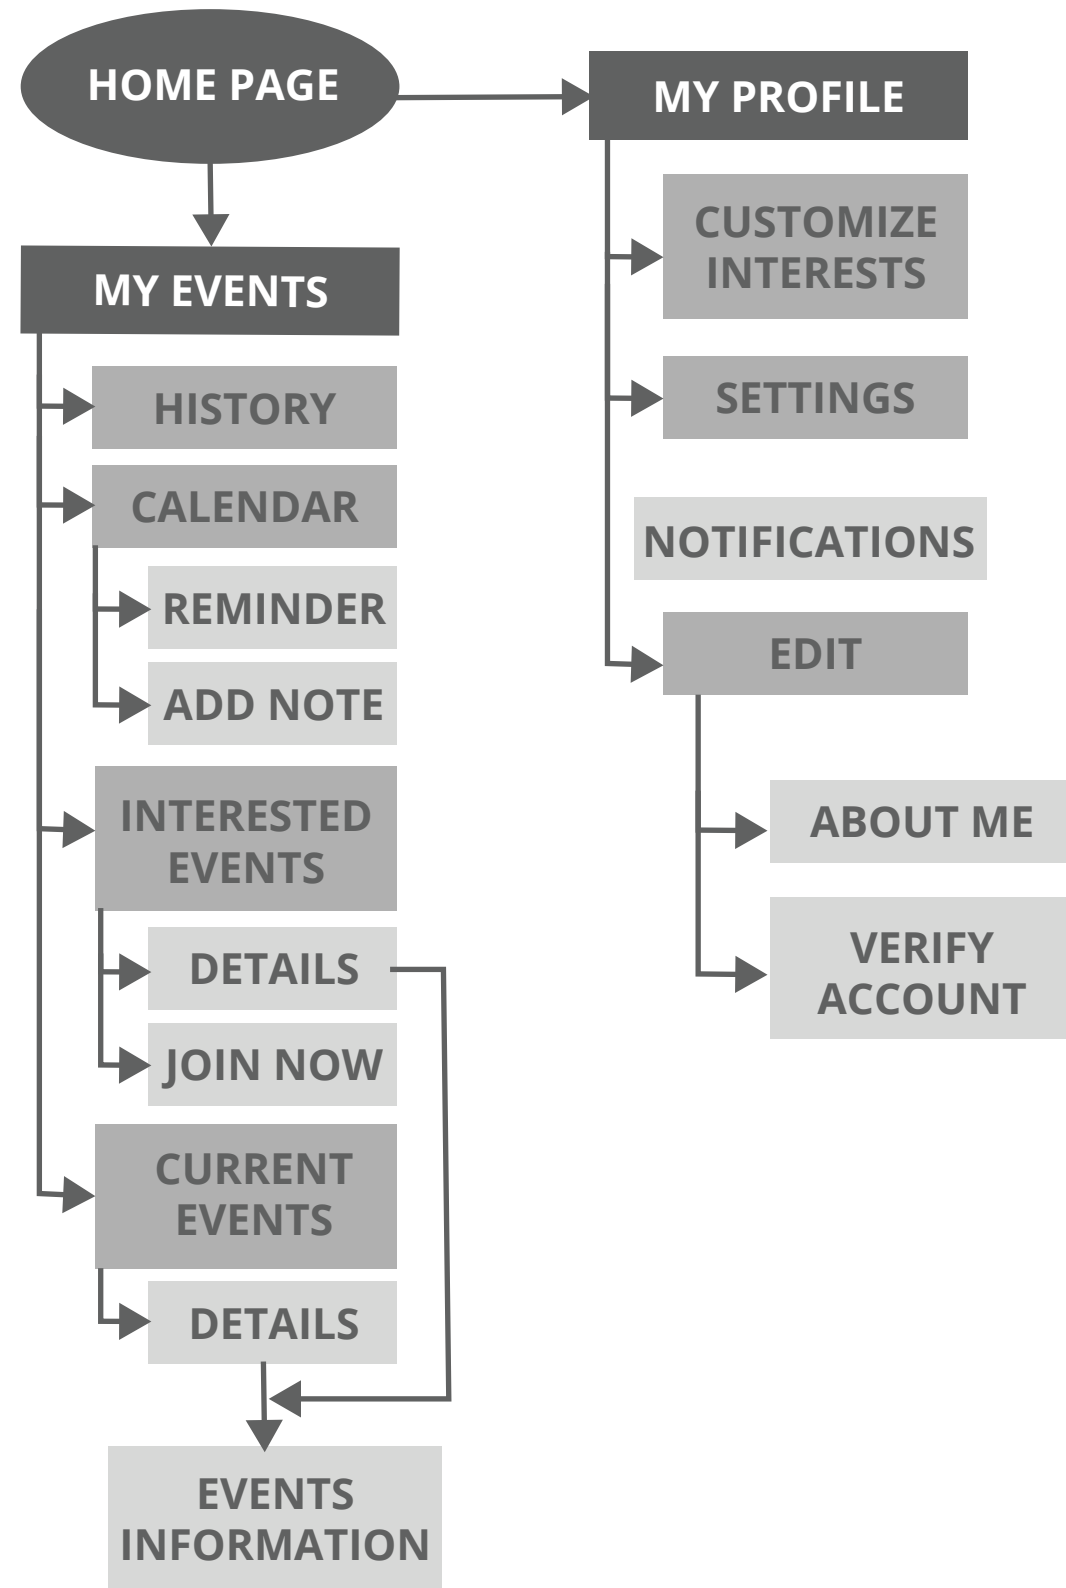 HOME PAGE
MY EVENTS
HISTORY
CALENDAR
REMINDER
ADD NOTE
INTERESTED
EVENTS
DETAILS
JOIN NOW
CURRENT
EVENTS
DETAILS
EVENTS
INFORMATION
MY PROFILE
CUSTOMIZE
INTERESTS
SETTINGS
NOTIFICATIONS
EDIT
ABOUT ME
VERIFY
ACCOUNT